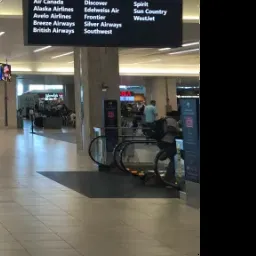 Air Canada
Alaska Airlines
Avelo Airlines
Breeze Airways
British Airways
Discover
Edelweiss Air
Frontier
Silver Airways
Southwest
Spirit
Sun Country
WestJet